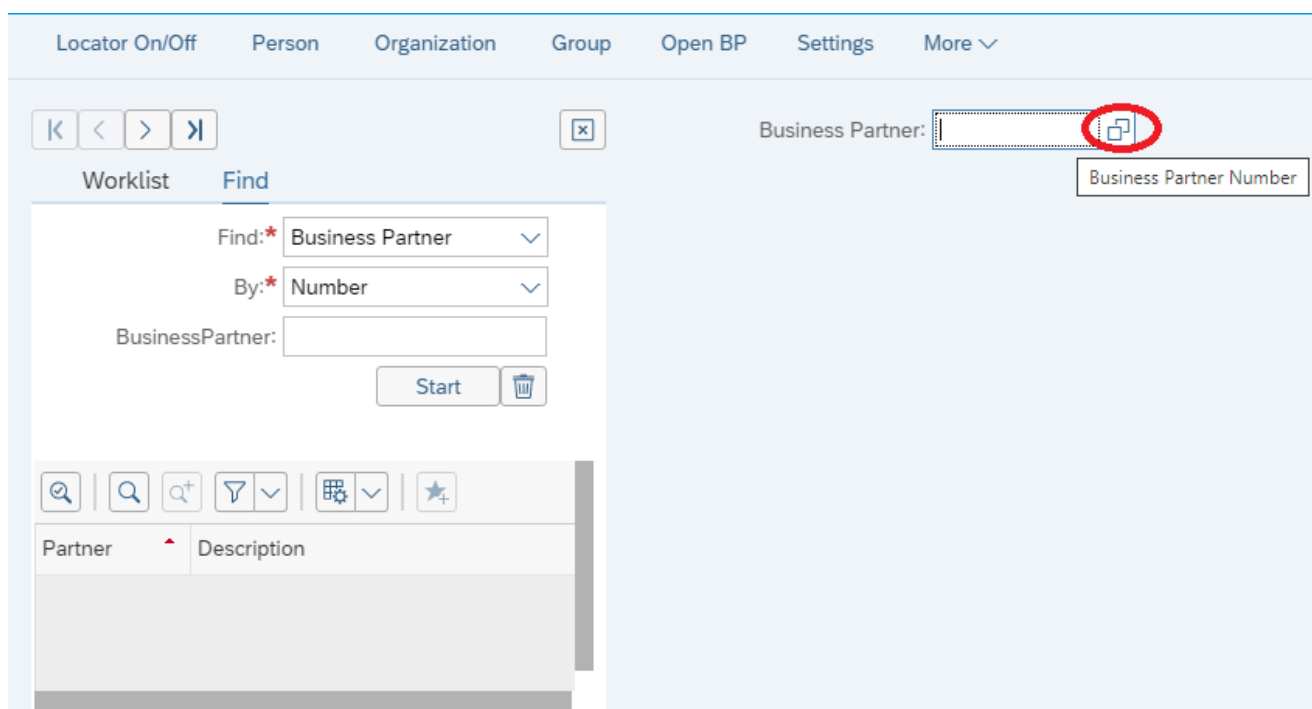 Locator On/Off Person Organization Group Open BP Settings More
Business Partner:
Business Partner Number
Worklist Find
Find:* Business Partner
By:* Number
BusinessPartner:
Start
Partner Description